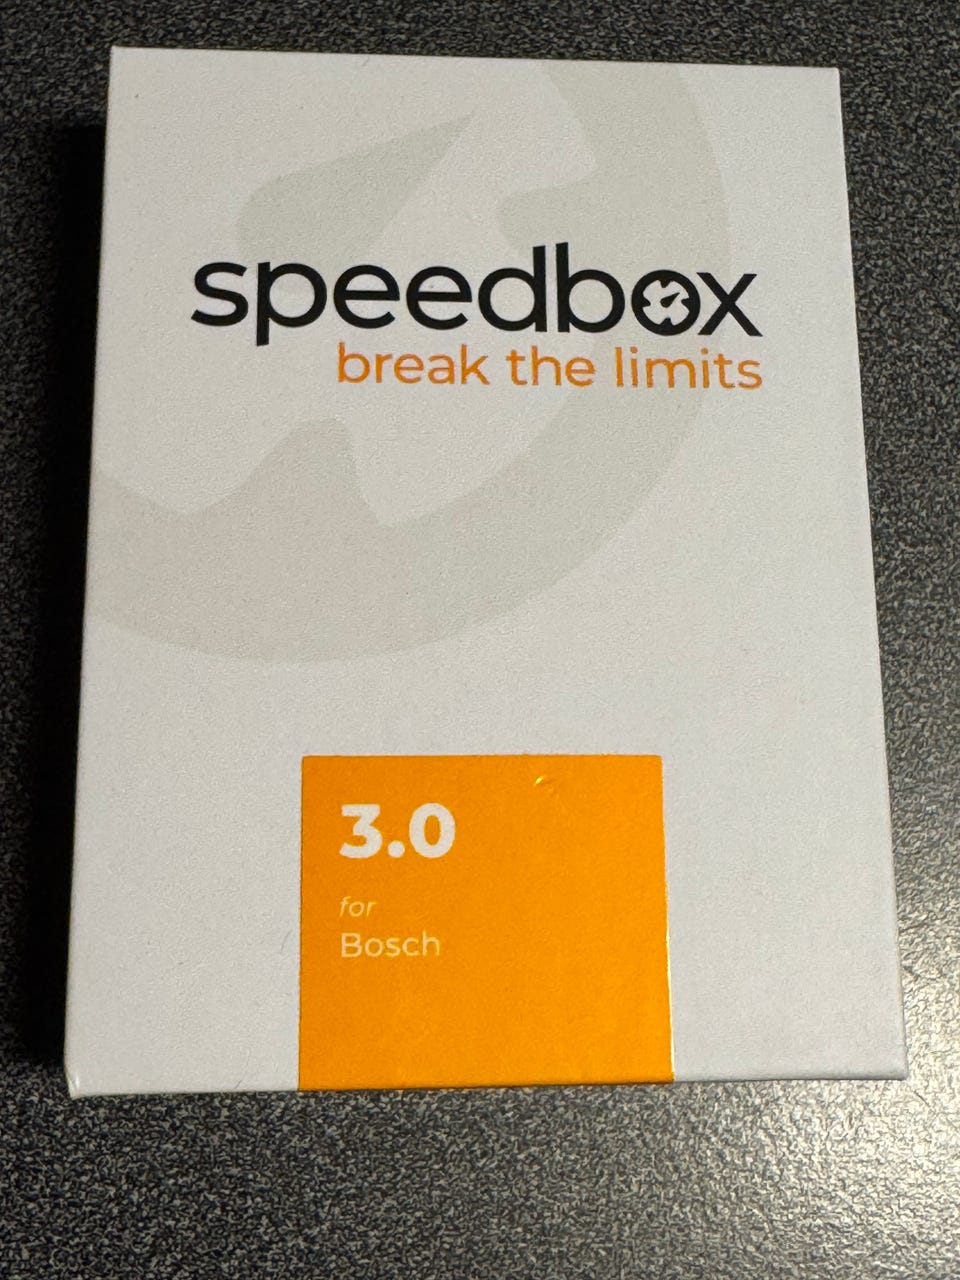 speedbox
break the limits
3.0
for
Bosch